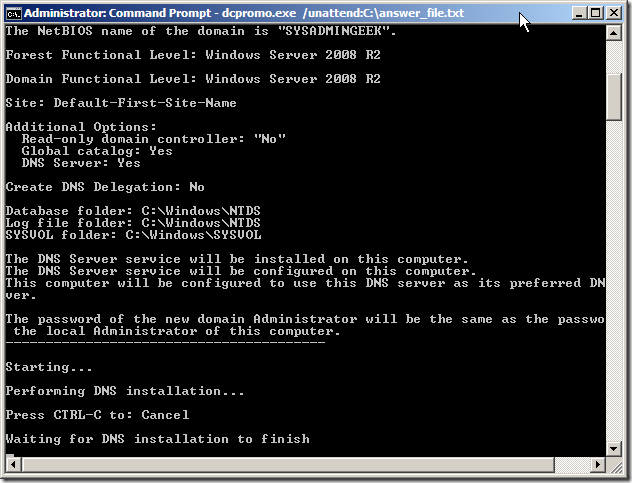 Administrator: Command Prompt - dcpromo.exe /unattend:C:\answer_file.txt
The NetBIOS name of the domain is "SYSADMINGEEK".
Forest Functional Level: Windows Server 2008 R2
Domain Functional Level: Windows Server 2008 R2
Site: Default-First-Site-Name
Additional Options:
Read-only domain controller: "No"
Global catalog: Yes
DNS Server: Yes
Create DNS Delegation: No
Database folder: C:\Windows\NTDS
Log file folder: C:\Windows\NTDS
SYSVOL folder: C:\Windows\SYSVOL
The DNS Server service will be installed on this computer.
The DNS Server service will be configured on this computer.
This computer will be configured to use this DNS server as its preferred DN
ver.
The password of the new domain Administrator will be the same as the passwo
the local Administrator of this computer.
----------------------------------------
Starting...
Performing DNS installation...
Press CTRL-C to: Cancel
Waiting for DNS installation to finish